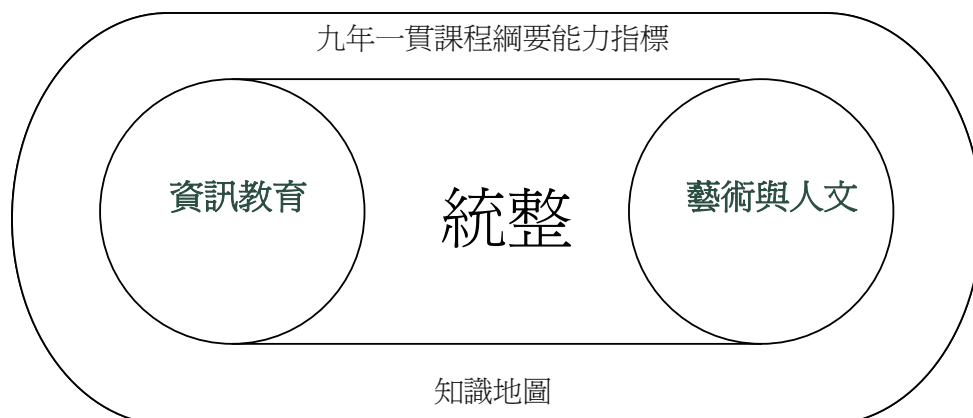 九年一貫課程綱要能力指標
資訊教育
統整
藝術與人文
知識地圖